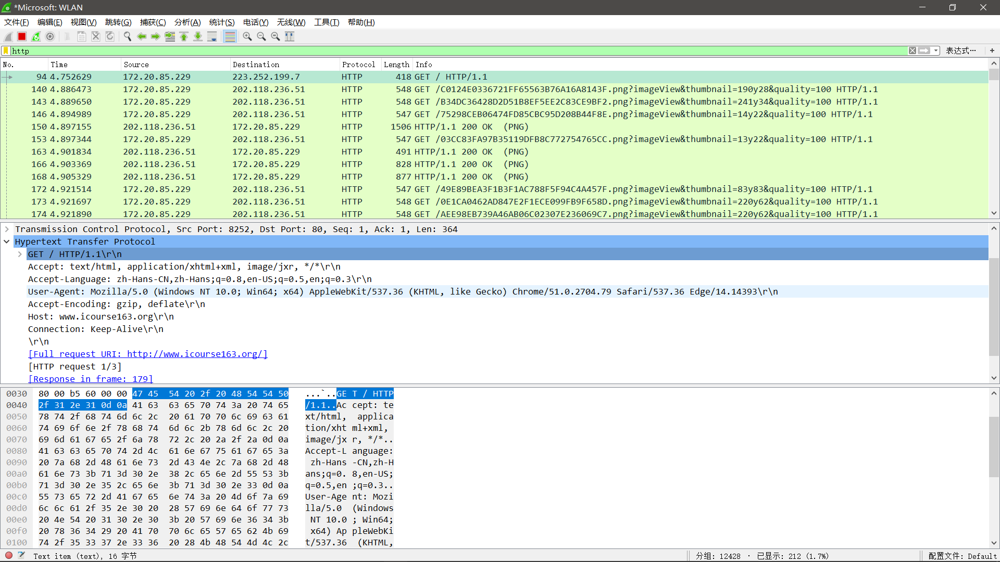 *Microsoft: WLAN
文件(F) 编辑(E) 视图(V) 跳转(G) 捕获(C) 分析(A) 统计(S) 电话(Y) 无线(W) 工具(T) 帮助(H)
http 表达式… +
No. Time Source Destination Protocol Length Info
94 4.752629 172.20.85.229 223.252.199.7 HTTP 418 GET / HTTP/1.1
140 4.886473 172.20.85.229 202.118.236.51 HTTP 548 GET /C0124E0336721FF65563B76A16A8143F.png?imageView&thumbnail=190y28&quality=100 HTTP/1.1
143 4.889650 172.20.85.229 202.118.236.51 HTTP 548 GET /B34DC36428D2D51B8EF5EE2C83CE9BF2.png?imageView&thumbnail=241y34&quality=100 HTTP/1.1
146 4.894989 172.20.85.229 202.118.236.51 HTTP 547 GET /75298CEB06474FD85CBC95D208B44F8E.png?imageView&thumbnail=14y22&quality=100 HTTP/1.1
150 4.897155 202.118.236.51 172.20.85.229 HTTP 1506 HTTP/1.1 200 OK (PNG)
153 4.897344 172.20.85.229 202.118.236.51 HTTP 547 GET /03CC83FA97B35119DFB8C772754765CC.png?imageView&thumbnail=13y22&quality=100 HTTP/1.1
163 4.901834 202.118.236.51 172.20.85.229 HTTP 491 HTTP/1.1 200 OK (PNG)
166 4.903369 202.118.236.51 172.20.85.229 HTTP 828 HTTP/1.1 200 OK (PNG)
168 4.905329 202.118.236.51 172.20.85.229 HTTP 877 HTTP/1.1 200 OK (PNG)
172 4.921514 172.20.85.229 202.118.236.51 HTTP 547 GET /49E89BEA3F1B3F1AC788F5F94C4A457F.png?imageView&thumbnail=83y83&quality=100 HTTP/1.1
173 4.921697 172.20.85.229 202.118.236.51 HTTP 548 GET /0E1CA0462AD847E2F1ECE099FB9F658D.png?imageView&thumbnail=220y62&quality=100 HTTP/1.1
174 4.921890 172.20.85.229 202.118.236.51 HTTP 548 GET /AEE98EB739A46AB06C02307E236069C7.png?imageView&thumbnail=220y62&quality=100 HTTP/1.1
Transmission Control Protocol, Src Port: 8252, Dst Port: 80, Seq: 1, Ack: 1, Len: 364
Hypertext Transfer Protocol
GET / HTTP/1.1\r\n
Accept: text/html, application/xhtml+xml, image/jxr, */*\r\n
Accept-Language: zh-Hans-CN,zh-Hans;q=0.8,en-US;q=0.5,en;q=0.3\r\n
User-Agent: Mozilla/5.0 (Windows NT 10.0; Win64; x64) AppleWebKit/537.36 (KHTML, like Gecko) Chrome/51.0.2704.79 Safari/537.36 Edge/14.14393\r\n
Accept-Encoding: gzip, deflate\r\n
Host: www.icourse163.org\r\n
Connection: Keep-Alive\r\n
\r\n
[Full request URI: http://www.icourse163.org/]
[HTTP request 1/3]
[Response in frame: 179]
0030 80 00 b5 60 00 00 47 45 54 20 2f 20 48 54 54 50 ...`..GE T / HTTP
0040 2f 31 2e 31 0d 0a 41 63 63 65 70 74 3a 20 74 65 /1.1..Ac cept: te
0050 78 74 2f 68 74 6d 6c 2c 20 61 70 70 6c 69 63 61 xt/html, applica
0060 74 69 6f 6e 2f 78 68 74 6d 6c 2b 78 6d 6c 2c 20 tion/xht ml+xml,
0070 69 6d 61 67 65 2f 6a 78 72 2c 20 2a 2f 2a 0d 0a image/jx r, */*..
0080 41 63 63 65 70 74 2d 4c 61 6e 67 75 61 67 65 3a Accept-L anguage:
0090 20 7a 68 2d 48 61 6e 73 2d 43 4e 2c 7a 68 2d 48 zh-Hans -CN,zh-H
00a0 61 6e 73 3b 71 3d 30 2e 38 2c 65 6e 2d 55 53 3b ans;q=0. 8,en-US;
00b0 71 3d 30 2e 35 2c 65 6e 3b 71 3d 30 2e 33 0d 0a q=0.5,en ;q=0.3..
00c0 55 73 65 72 2d 41 67 65 6e 74 3a 20 4d 6f 7a 69 User-Age nt: Mozi
00d0 6c 6c 61 2f 35 2e 30 20 28 57 69 6e 64 6f 77 73 lla/5.0 (Windows
00e0 20 4e 54 20 31 30 2e 30 3b 20 57 69 6e 36 34 3b NT 10.0 ; Win64;
00f0 20 78 36 34 29 20 41 70 70 6c 65 57 65 62 4b 69 x64) Ap pleWebKi
0100 74 2f 35 33 37 2e 33 36 20 28 4b 48 54 4d 4c 2c t/537.36 (KHTML,
Text item (text), 16 字节 分组: 12428 · 已显示: 212 (1.7%) 配置文件: Default